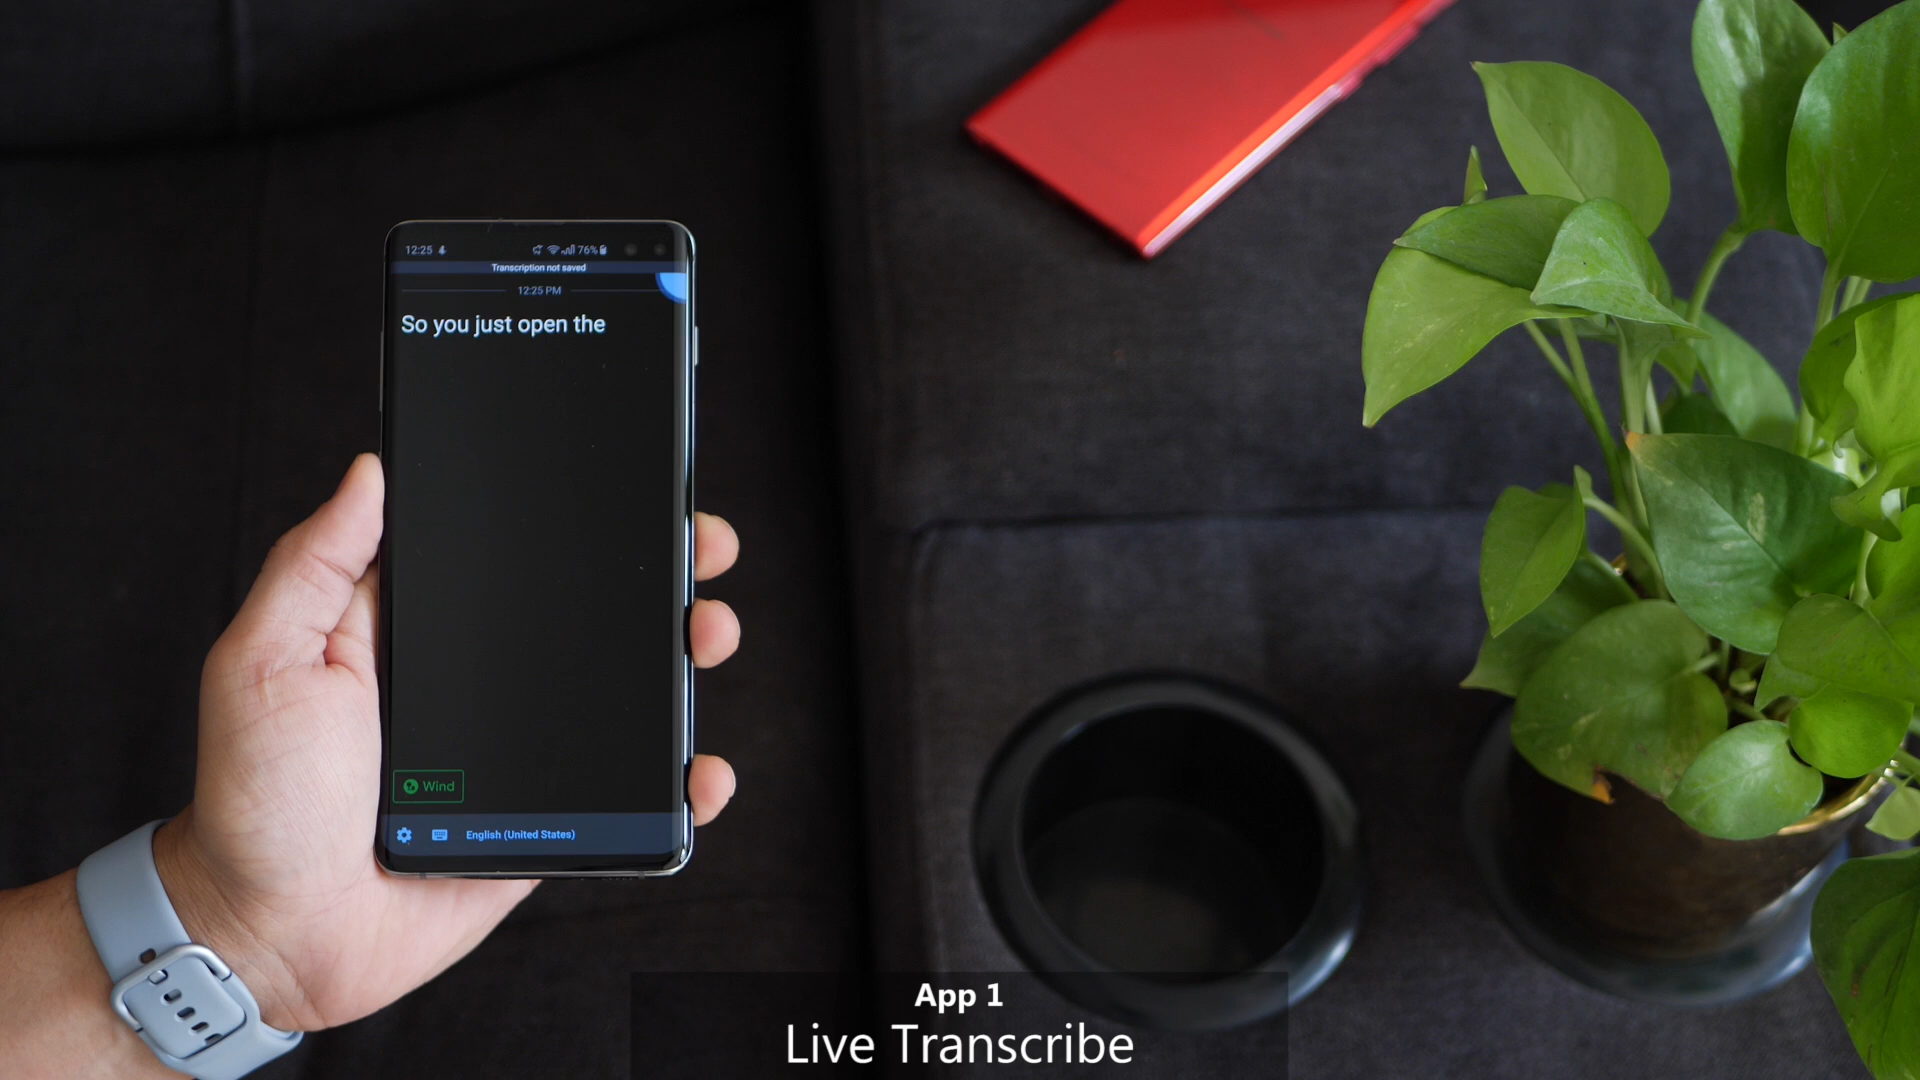 12:25
76%
Transcription not saved
12:25 PM
So you just open the
Wind
English (United States)
App 1
Live Transcribe